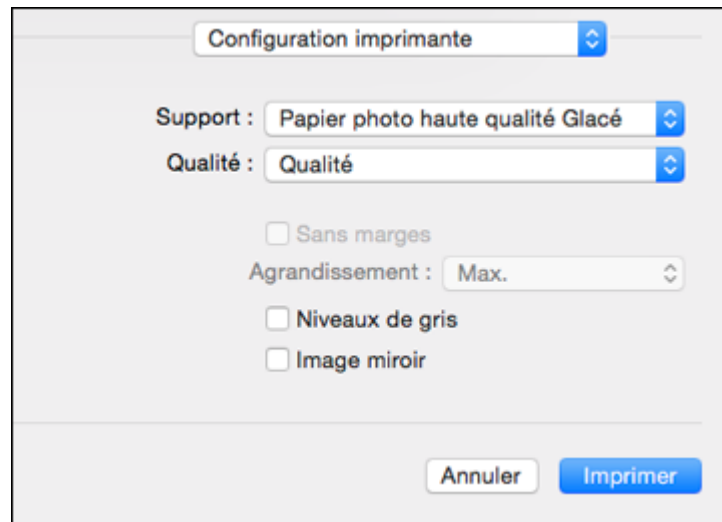 Configuration imprimante
Support : Papier photo haute qualité Glacé
Qualité : Qualité
Sans marges
Agrandissement : Max.
Niveaux de gris
Image miroir
Annuler Imprimer